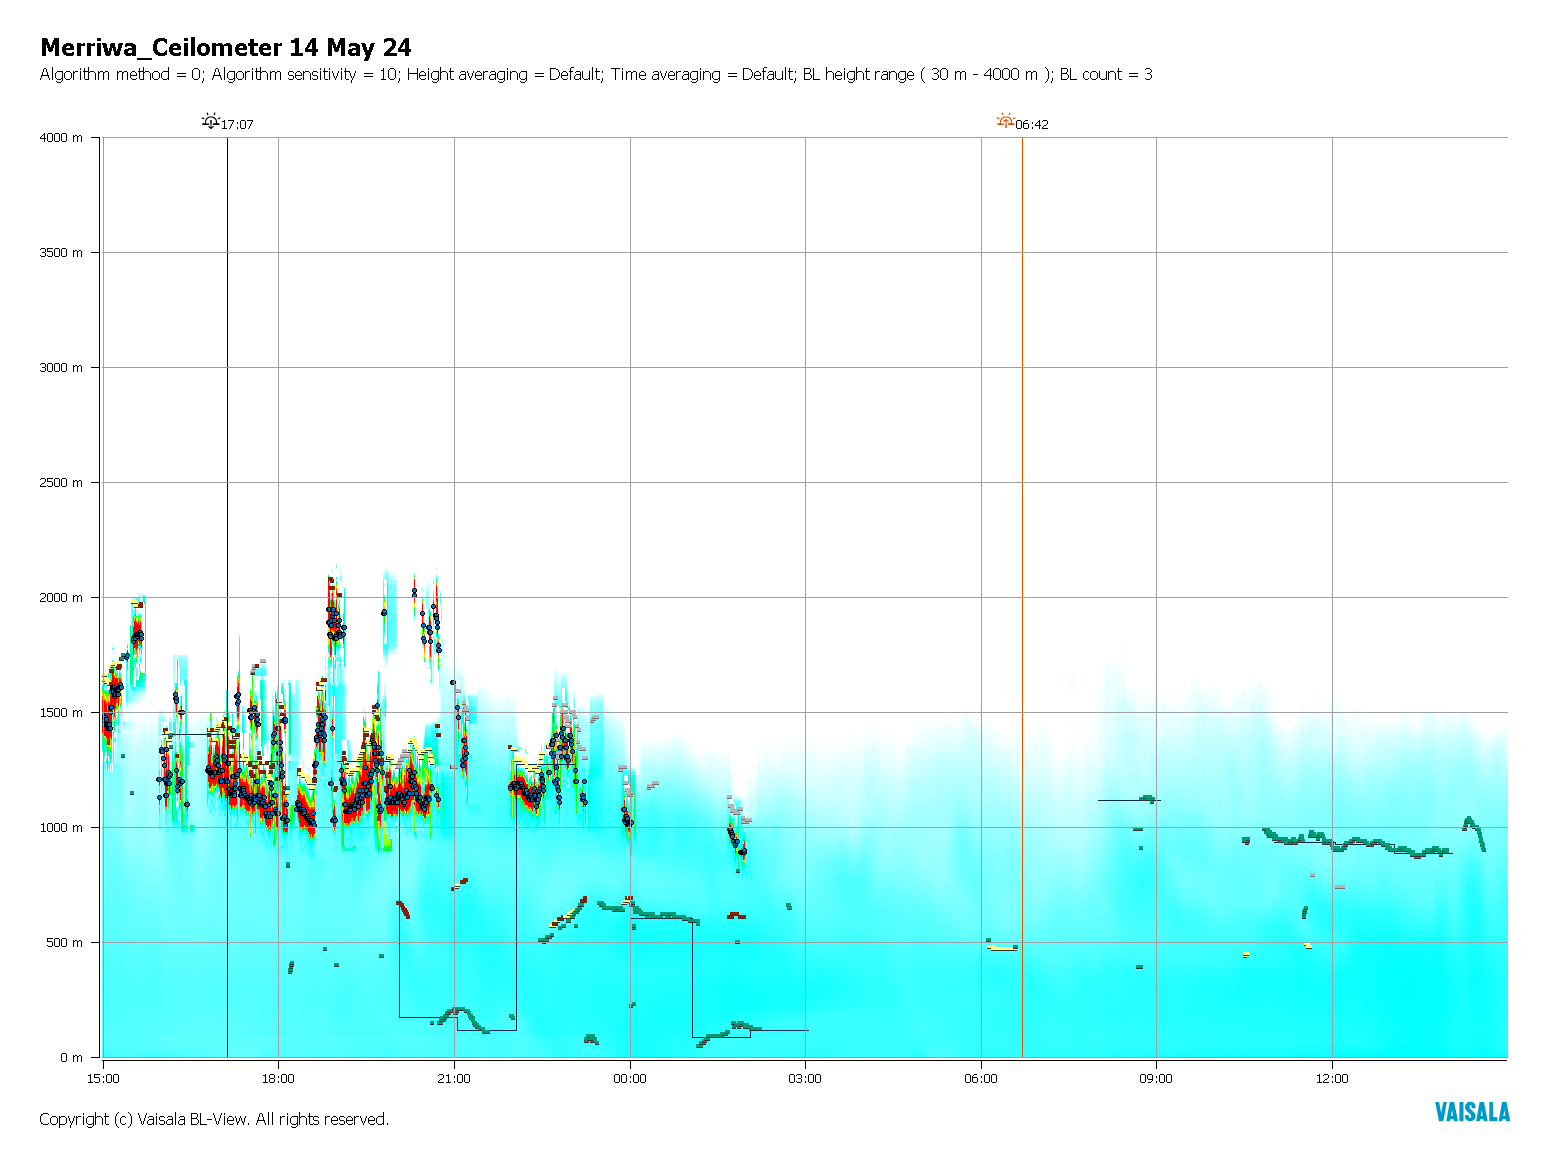 Merriwa_Ceilometer 14 May 24
Algorithm method = 0; Algorithm sensitivity = 10; Height averaging = Default; Time averaging = Default; BL height range ( 30 m - 4000 m ); BL count = 3
17:07
06:42
4000 m
3500 m
3000 m
2500 m
2000 m
1500 m
1000 m
500 m
0 m
15:00
18:00
21:00
00:00
03:00
06:00
09:00
12:00
Copyright (c) Vaisala BL-View. All rights reserved.
VAISALA